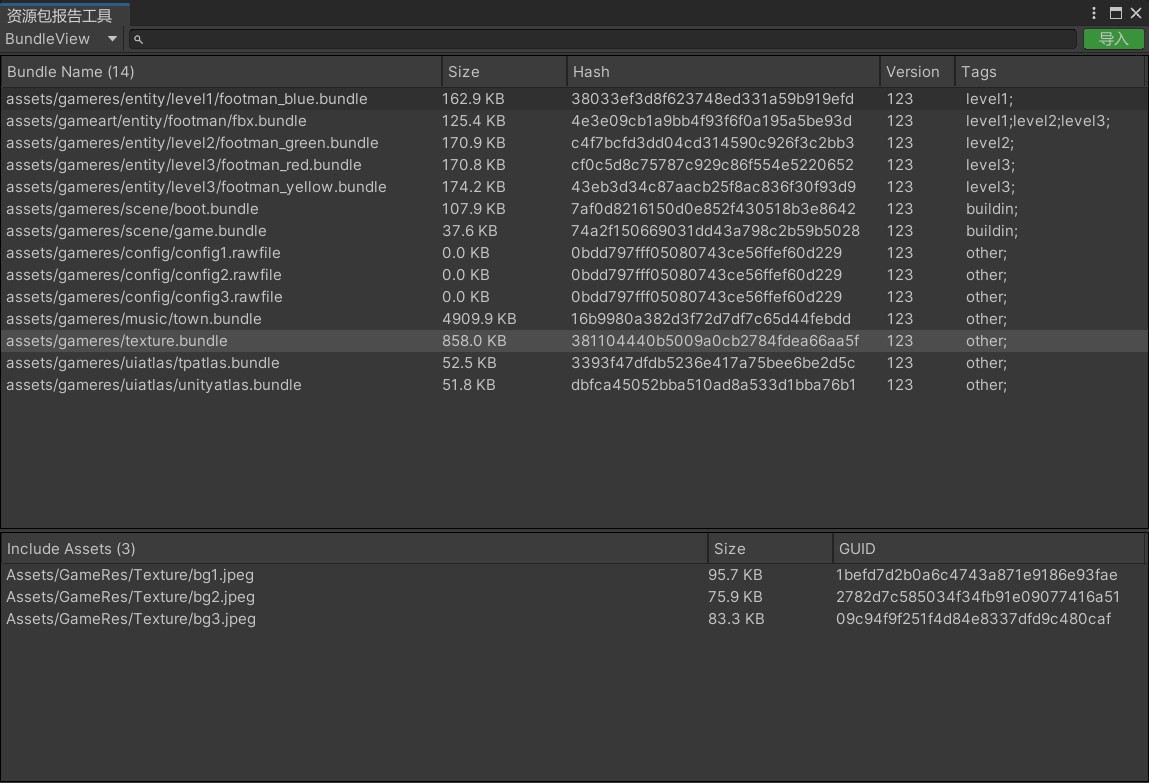 资源包报告工具
BundleView 导入
Bundle Name (14) Size Hash Version Tags
assets/gameres/entity/level1/footman_blue.bundle 162.9 KB 38033ef3d8f623748ed331a59b919efd 123 level1;
assets/gameart/entity/footman/fbx.bundle 125.4 KB 4e3e09cb1a9bb4f93f6f0a195a5be93d 123 level1;level2;level3;
assets/gameres/entity/level2/footman_green.bundle 170.9 KB c4f7bcfd3dd04cd314590c926f3c2bb3 123 level2;
assets/gameres/entity/level3/footman_red.bundle 170.8 KB cf0c5d8c75787c929c86f554e5220652 123 level3;
assets/gameres/entity/level3/footman_yellow.bundle 174.2 KB 43eb3d34c87aacb25f8ac836f30f93d9 123 level3;
assets/gameres/scene/boot.bundle 107.9 KB 7af0d8216150d0e852f430518b3e8642 123 buildin;
assets/gameres/scene/game.bundle 37.6 KB 74a2f150669031dd43a798c2b59b5028 123 buildin;
assets/gameres/config/config1.rawfile 0.0 KB 0bdd797fff05080743ce56ffef60d229 123 other;
assets/gameres/config/config2.rawfile 0.0 KB 0bdd797fff05080743ce56ffef60d229 123 other;
assets/gameres/config/config3.rawfile 0.0 KB 0bdd797fff05080743ce56ffef60d229 123 other;
assets/gameres/music/town.bundle 4909.9 KB 16b9980a382d3f72d7df7c65d44febdd 123 other;
assets/gameres/texture.bundle 858.0 KB 381104440b5009a0cb2784fdea66aa5f 123 other;
assets/gameres/uiatlas/tpatlas.bundle 52.5 KB 3393f47dfdb5236e417a75bee6be2d5c 123 other;
assets/gameres/uiatlas/unityatlas.bundle 51.8 KB dbfca45052bba510ad8a533d1bba76b1 123 other;
Include Assets (3) Size GUID
Assets/GameRes/Texture/bg1.jpeg 95.7 KB 1befd7d2b0a6c4743a871e9186e93fae
Assets/GameRes/Texture/bg2.jpeg 75.9 KB 2782d7c585034f34fb91e09077416a51
Assets/GameRes/Texture/bg3.jpeg 83.3 KB 09c94f9f251f4d84e8337dfd9c480caf